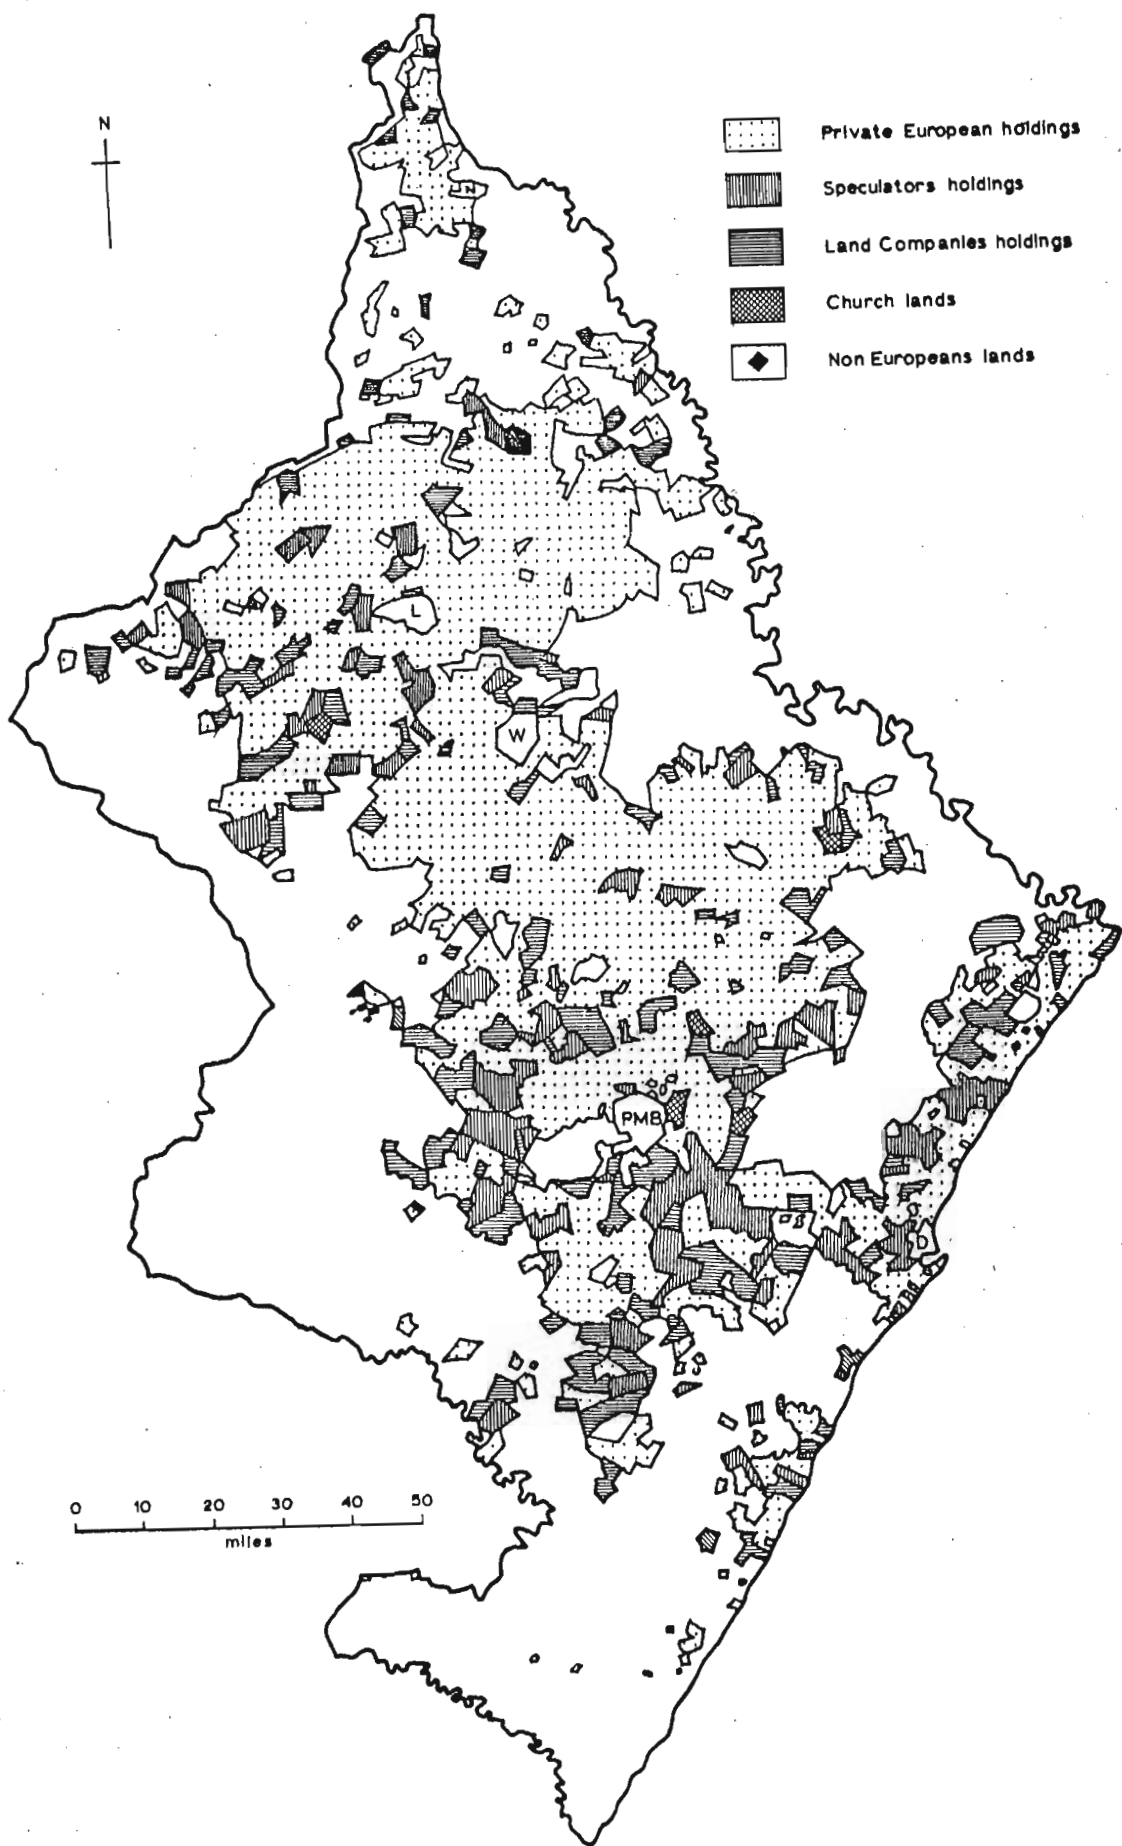 N
Private European holdings
Speculators holdings
Land Companies holdings
Church lands
Non Europeans lands
N
L
W
PMB
D
0 10 20 30 40 50
miles